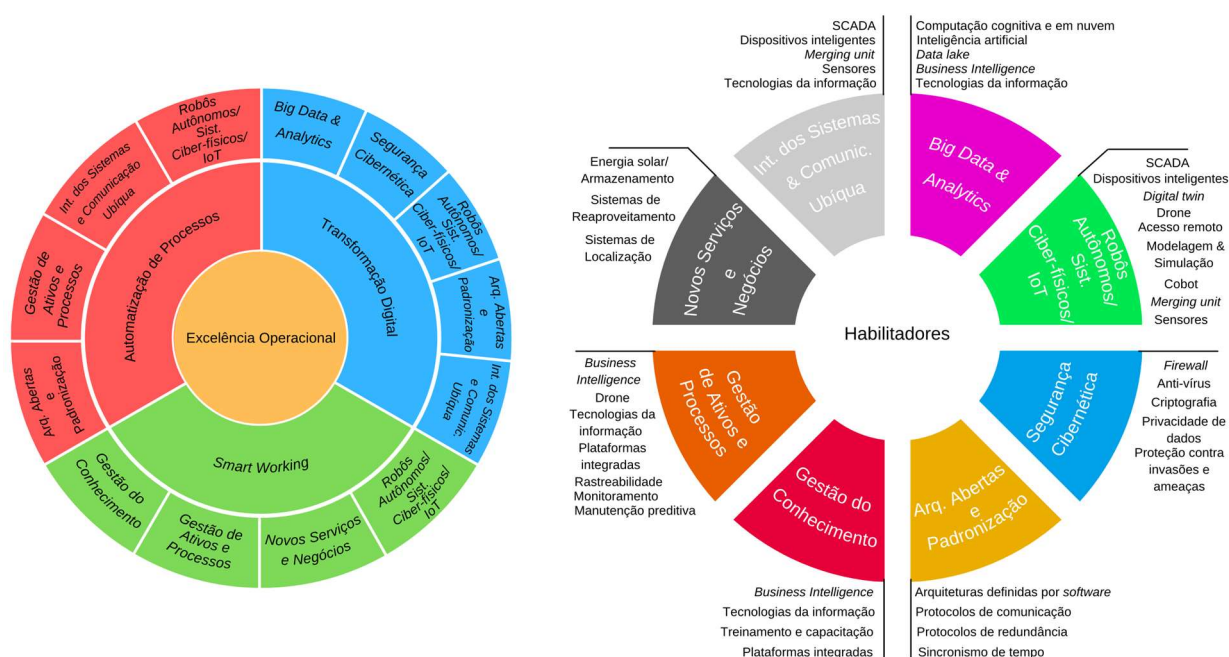 Excelência Operacional
Automatização de Processos
Transformação Digital
Smart Working
Big Data &
Analytics
Segurança
Cibernética
Robôs
Autônomos/
Sist.
Ciber-físicos/
IoT
Arq. Abertas
e
Padronização
Int. dos Sistemas
e Comunic.
Ubíqua
Robôs
Autônomos/
Sist.
Ciber-físicos/
IoT
Novos Serviços
e Negócios
Gestão de
Ativos e
Processos
Gestão do
Conhecimento
Arq. Abertas
e
Padronização
Gestão de
Ativos e
Processos
Int. dos Sistemas
e Comunicação
Ubíqua
Robôs
Autônomos/
Sist.
Ciber-físicos/
IoT
Habilitadores
SCADA
Dispositivos inteligentes
Merging unit
Sensores
Tecnologias da informação
Int. dos Sistemas
& Comunic.
Ubíqua
Computação cognitiva e em nuvem
Inteligência artificial
Data lake
Business Intelligence
Tecnologias da informação
Big Data &
Analytics
SCADA
Dispositivos inteligentes
Digital twin
Drone
Acesso remoto
Modelagem &
Simulação
Cobot
Merging unit
Sensores
Robôs
Autônomos/
Sist.
Ciber-físicos/
IoT
Firewall
Anti-vírus
Criptografia
Privacidade de
dados
Proteção contra
invasões e
ameaças
Segurança
Cibernética
Arq. Abertas
e
Padronização
Arquiteturas definidas por software
Protocolos de comunicação
Protocolos de redundância
Sincronismo de tempo
Gestão do
Conhecimento
Business Intelligence
Tecnologias da informação
Treinamento e capacitação
Plataformas integradas
Gestão
de Ativos e
Processos
Business
Intelligence
Drone
Tecnologias da
informação
Plataformas
integradas
Rastreabilidade
Monitoramento
Manutenção preditiva
Novos Serviços
e
Negócios
Energia solar/
Armazenamento
Sistemas de
Reaproveitamento
Sistemas de
Localização